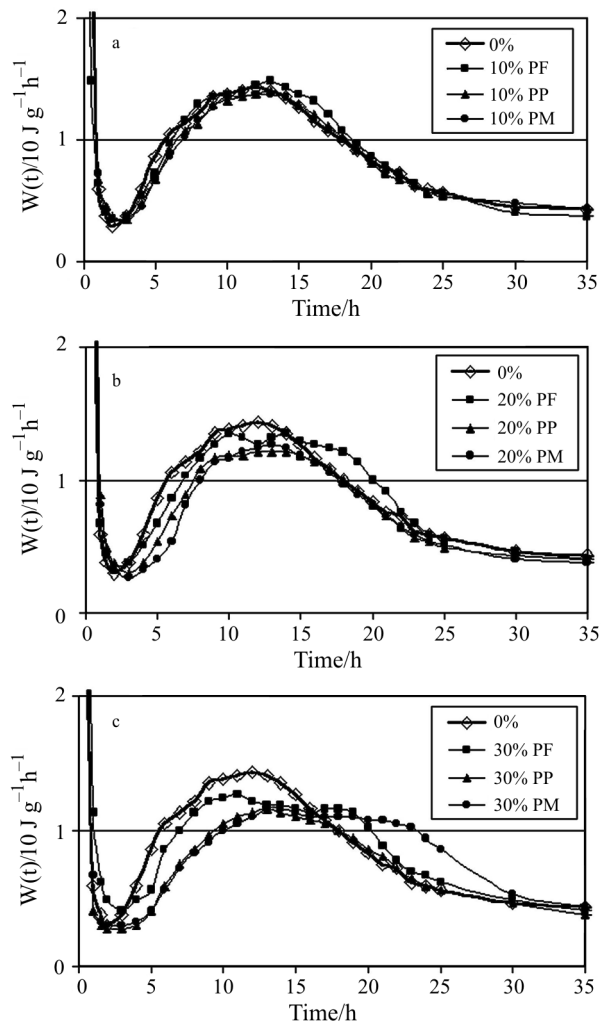 2
a
0%
10% PF
10% PP
10% PM
W(t)/10 J g⁻¹h⁻¹
1
0
0 5 10 15 20 25 30 35
Time/h
2
b
0%
20% PF
20% PP
20% PM
W(t)/10 J g⁻¹h⁻¹
1
0
0 5 10 15 20 25 30 35
Time/h
2
c
0%
30% PF
30% PP
30% PM
W(t)/10 J g⁻¹h⁻¹
1
0
0 5 10 15 20 25 30 35
Time/h